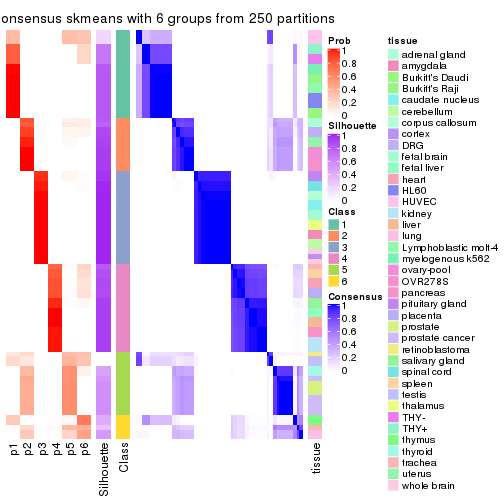 onsensus skmeans with 6 groups from 250 partitions
p1
p2
p3
p4
p5
p6
Silhouette
Class
tissue
Prob
1
0.8
0.6
0.4
0.2
0
Silhouette
1
0.8
0.6
0.4
0.2
0
Class
1
2
3
4
5
6
Consensus
1
0.8
0.6
0.4
0.2
0
tissue
adrenal gland
amygdala
Burkitt's Daudi
Burkitt's Raji
caudate nucleus
cerebellum
corpus callosum
cortex
DRG
fetal brain
fetal liver
heart
HL60
HUVEC
kidney
liver
lung
Lymphoblastic molt-4
myelogenous k562
ovary-pool
OVR278S
pancreas
pituitary gland
placenta
prostate
prostate cancer
retinoblastoma
salivary gland
spinal cord
spleen
testis
thalamus
THY-
THY+
thymus
thyroid
trachea
uterus
whole brain